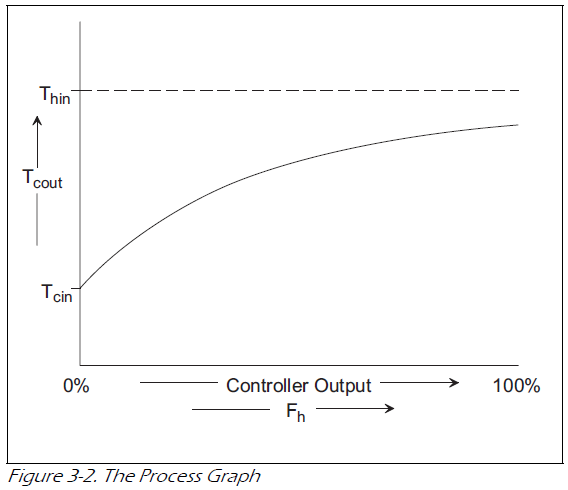 Thin
Tcout
Tcin
0% Controller Output 100%
Fh
Figure 3-2. The Process Graph